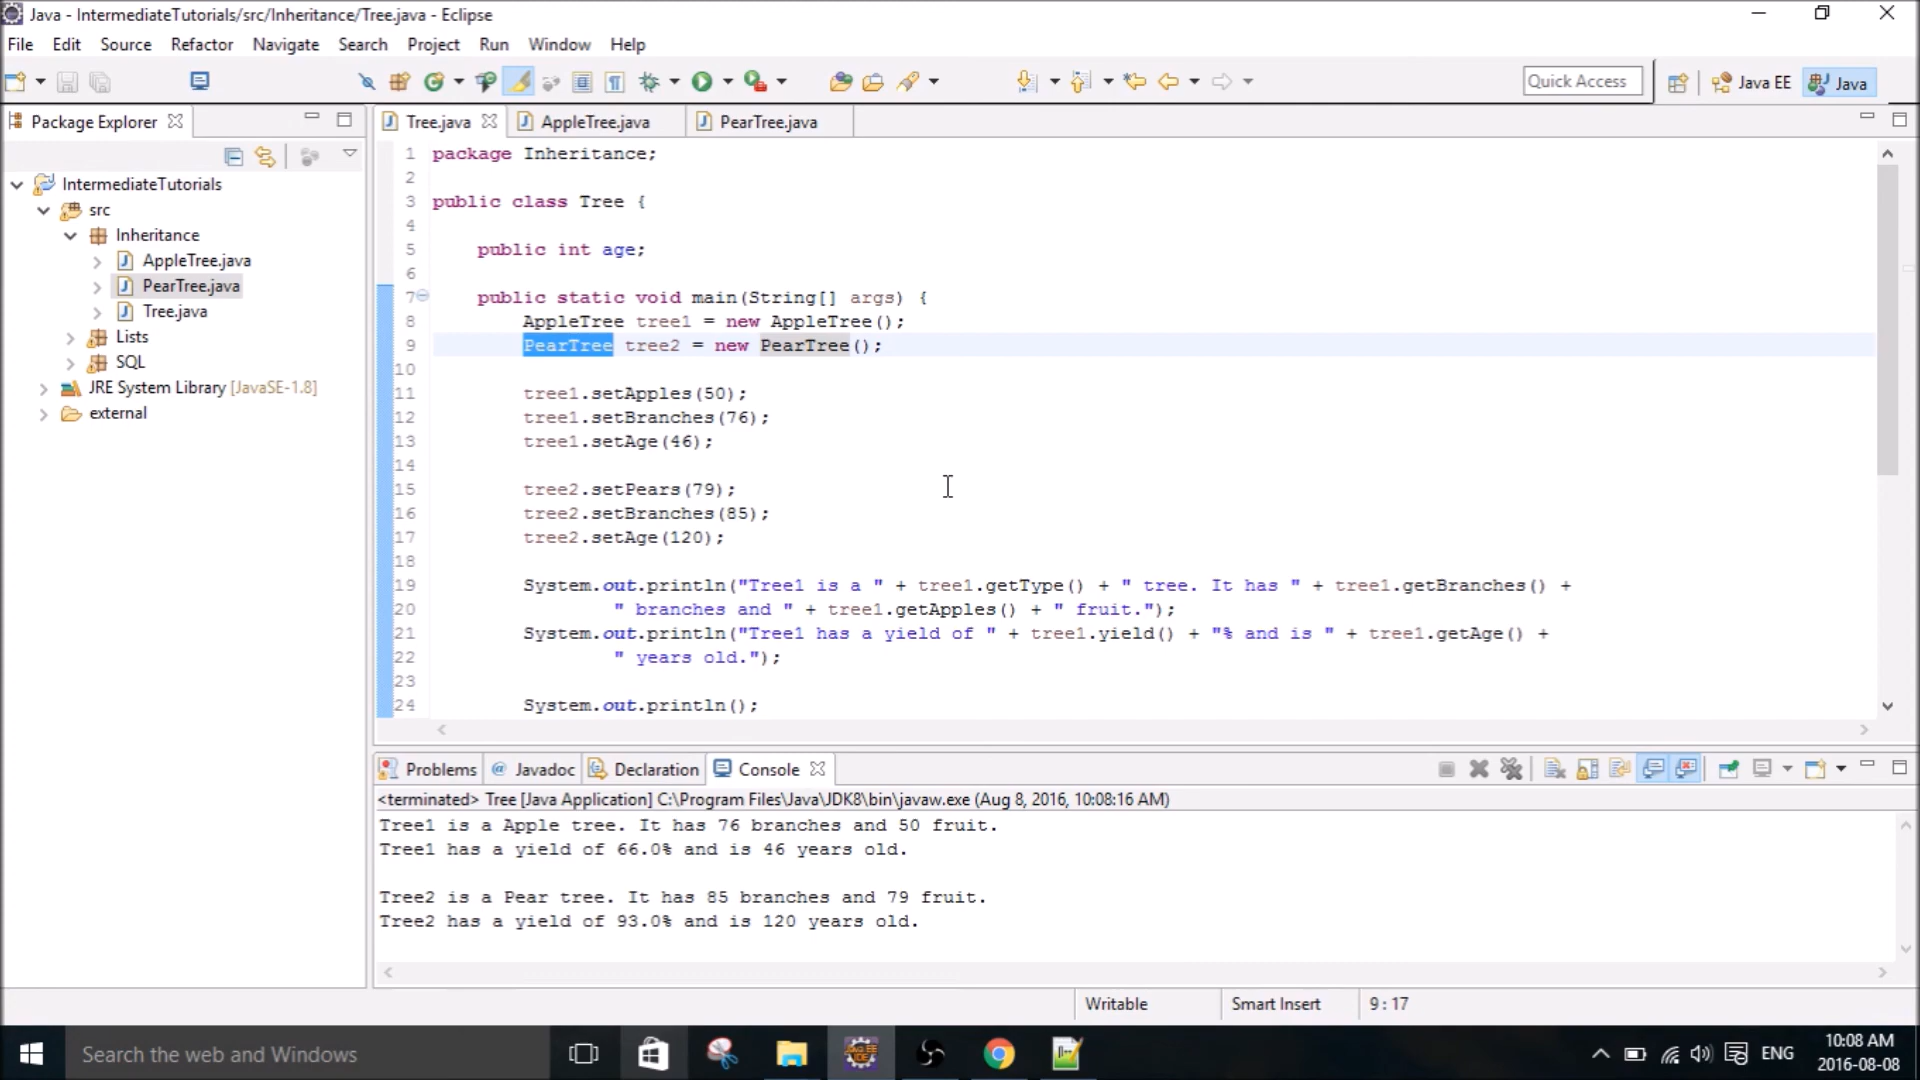 Java - IntermediateTutorials/src/Inheritance/Tree.java - Eclipse
File Edit Source Refactor Navigate Search Project Run Window Help
Quick Access Java EE Java
Package Explorer
IntermediateTutorials
src
Inheritance
AppleTree.java
PearTree.java
Tree.java
Lists
SQL
JRE System Library [JavaSE-1.8]
external
Tree.java AppleTree.java PearTree.java
1 package Inheritance;
2
3 public class Tree {
4
5 public int age;
6
7 public static void main(String[] args) {
8 AppleTree tree1 = new AppleTree();
9 PearTree tree2 = new PearTree();
10
11 tree1.setApples(50);
12 tree1.setBranches(76);
13 tree1.setAge(46);
14
15 tree2.setPears(79);
16 tree2.setBranches(85);
17 tree2.setAge(120);
18
19 System.out.println("Tree1 is a " + tree1.getType() + " tree. It has " + tree1.getBranches() +
20 " branches and " + tree1.getApples() + " fruit.");
21 System.out.println("Tree1 has a yield of " + tree1.yield() + "% and is " + tree1.getAge() +
22 " years old.");
23
24 System.out.println();
Problems Javadoc Declaration Console
<terminated> Tree [Java Application] C:\Program Files\Java\JDK8\bin\javaw.exe (Aug 8, 2016, 10:08:16 AM)
Tree1 is a Apple tree. It has 76 branches and 50 fruit.
Tree1 has a yield of 66.0% and is 46 years old.
Tree2 is a Pear tree. It has 85 branches and 79 fruit.
Tree2 has a yield of 93.0% and is 120 years old.
Writable Smart Insert 9 : 17
Search the web and Windows
ENG
10:08 AM
2016-08-08